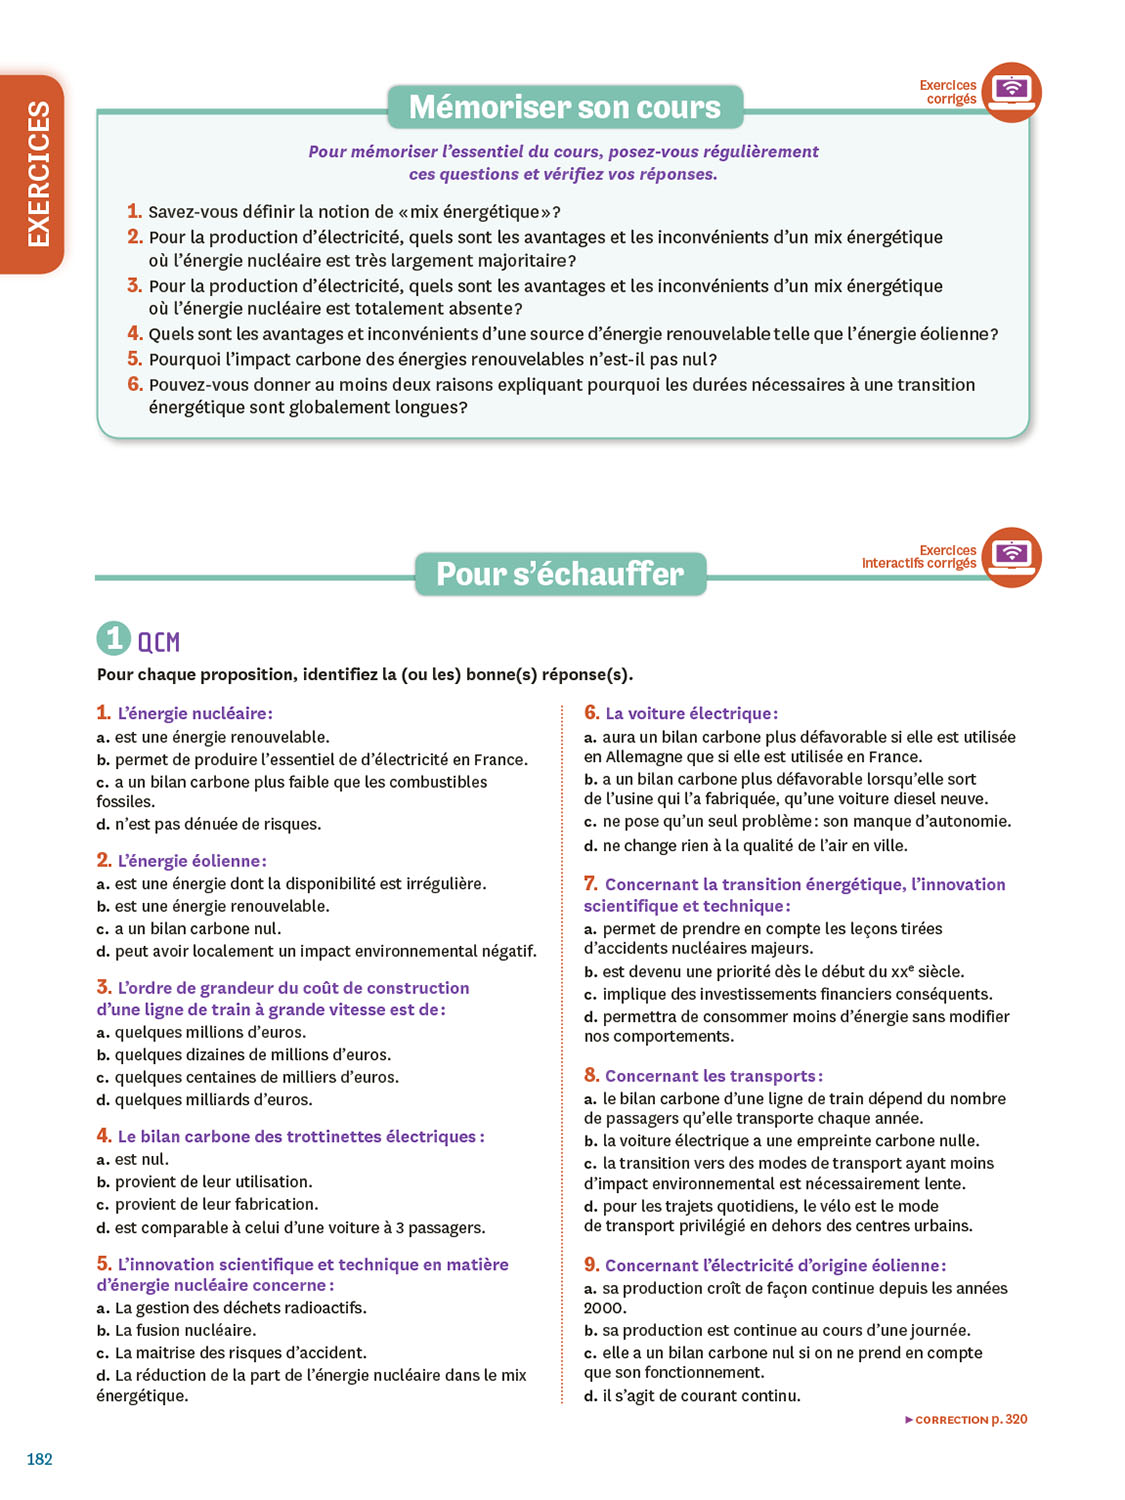 EXERCICES
Exercices
corrigés
Mémoriser son cours
Pour mémoriser l'essentiel du cours, posez-vous régulièrement
ces questions et vérifiez vos réponses.
1. Savez-vous définir la notion de «mix énergétique»?
2. Pour la production d'électricité, quels sont les avantages et les inconvénients d'un mix énergétique
où l'énergie nucléaire est très largement majoritaire?
3. Pour la production d'électricité, quels sont les avantages et les inconvénients d'un mix énergétique
où l'énergie nucléaire est totalement absente?
4. Quels sont les avantages et inconvénients d'une source d'énergie renouvelable telle que l'énergie éolienne?
5. Pourquoi l'impact carbone des énergies renouvelables n'est-il pas nul?
6. Pouvez-vous donner au moins deux raisons expliquant pourquoi les durées nécessaires à une transition
énergétique sont globalement longues?
Exercices
interactifs corrigés
Pour s'échauffer
1 QCM
Pour chaque proposition, identifiez la (ou les) bonne(s) réponse(s).
1. L'énergie nucléaire:
a. est une énergie renouvelable.
b. permet de produire l'essentiel de d'électricité en France.
c. a un bilan carbone plus faible que les combustibles
fossiles.
d. n'est pas dénuée de risques.
2. L'énergie éolienne:
a. est une énergie dont la disponibilité est irrégulière.
b. est une énergie renouvelable.
c. a un bilan carbone nul.
d. peut avoir localement un impact environnemental négatif.
3. L'ordre de grandeur du coût de construction
d'une ligne de train à grande vitesse est de:
a. quelques millions d'euros.
b. quelques dizaines de millions d'euros.
c. quelques centaines de milliers d'euros.
d. quelques milliards d'euros.
4. Le bilan carbone des trottinettes électriques :
a. est nul.
b. provient de leur utilisation.
c. provient de leur fabrication.
d. est comparable à celui d'une voiture à 3 passagers.
5. L'innovation scientifique et technique en matière
d'énergie nucléaire concerne :
a. La gestion des déchets radioactifs.
b. La fusion nucléaire.
c. La maitrise des risques d'accident.
d. La réduction de la part de l'énergie nucléaire dans le mix
énergétique.
6. La voiture électrique:
a. aura un bilan carbone plus défavorable si elle est utilisée
en Allemagne que si elle est utilisée en France.
b. a un bilan carbone plus défavorable lorsqu'elle sort
de l'usine qui l'a fabriquée, qu'une voiture diesel neuve.
c. ne pose qu'un seul problème: son manque d'autonomie.
d. ne change rien à la qualité de l'air en ville.
7. Concernant la transition énergétique, l'innovation
scientifique et technique:
a. permet de prendre en compte les leçons tirées
d'accidents nucléaires majeurs.
b. est devenu une priorité dès le début du XXe siècle.
c. implique des investissements financiers conséquents.
d. permettra de consommer moins d'énergie sans modifier
nos comportements.
8. Concernant les transports:
a. le bilan carbone d'une ligne de train dépend du nombre
de passagers qu'elle transporte chaque année.
b. la voiture électrique a une empreinte carbone nulle.
c. la transition vers des modes de transport ayant moins
d'impact environnemental est nécessairement lente.
d. pour les trajets quotidiens, le vélo est le mode
de transport privilégié en dehors des centres urbains.
9. Concernant l'électricité d'origine éolienne:
a. sa production croît de façon continue depuis les années
2000.
b. sa production est continue au cours d'une journée.
c. elle a un bilan carbone nul si on ne prend en compte
que son fonctionnement.
d. il s'agit de courant continu.
▶ CORRECTION p. 320
182